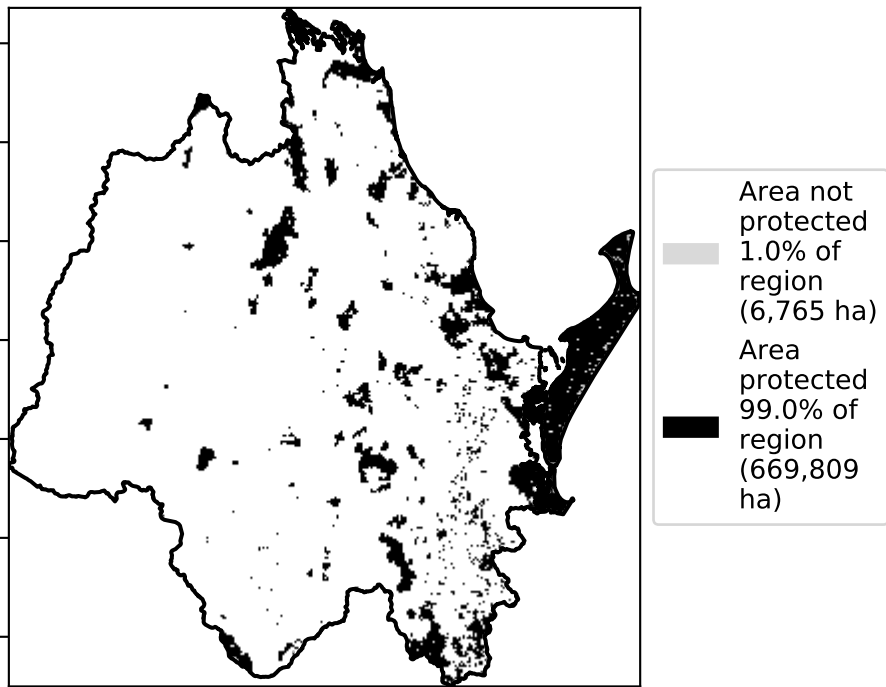 Area not
protected
1.0% of
region
(6,765 ha)
Area
protected
99.0% of
region
(669,809
ha)